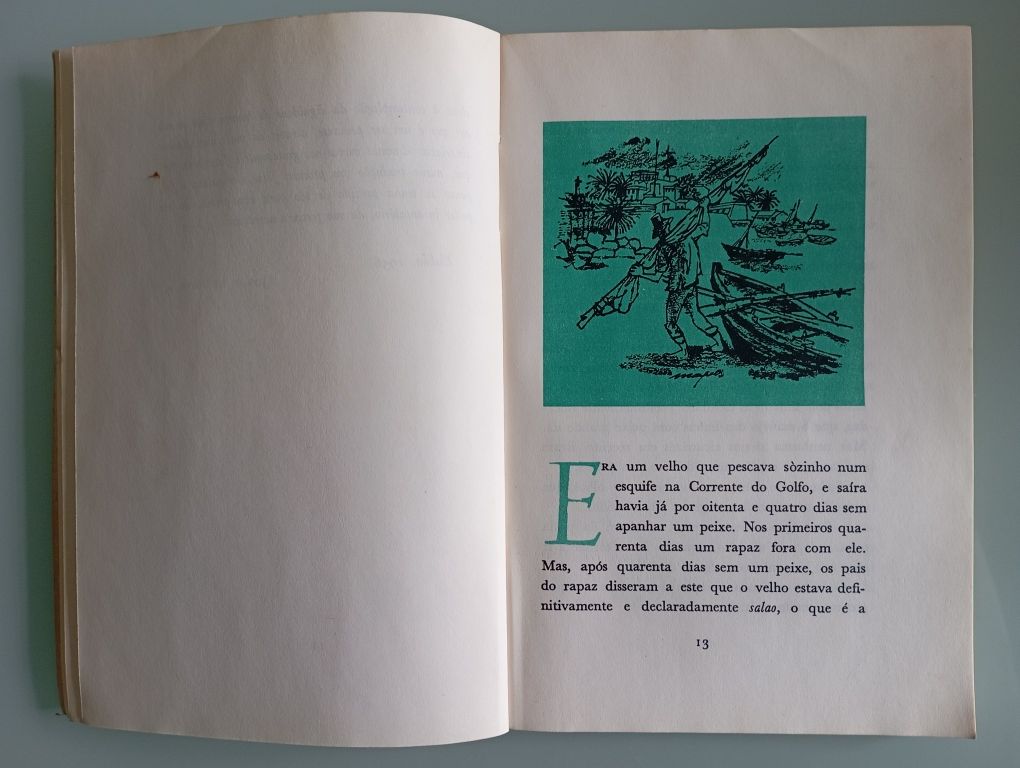 ERA um velho que pescava sòzinho num
esquife na Corrente do Golfo, e saíra
havia já por oitenta e quatro dias sem
apanhar um peixe. Nos primeiros qua-
renta dias um rapaz fora com ele.
Mas, após quarenta dias sem um peixe, os pais
do rapaz disseram a este que o velho estava defi-
nitivamente e declaradamente salao, o que é a
13